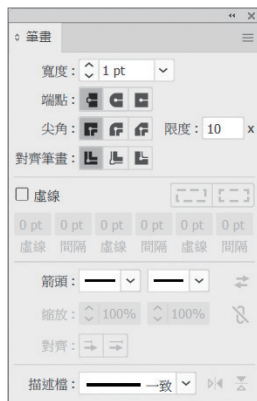 筆畫
寬度： 1 pt
端點：
尖角： 限度： 10 x
對齊筆畫：
虛線
0 pt 0 pt 0 pt 0 pt 0 pt 0 pt
虛線 間隔 虛線 間隔 虛線 間隔
箭頭：
縮放： 100% 100%
對齊：
描述檔： 一致